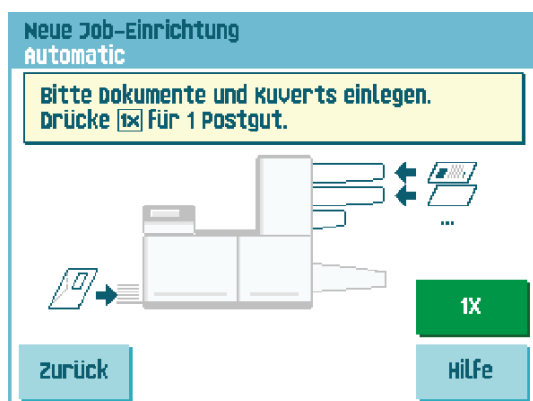 Neue Job-Einrichtung
Automatic
Bitte Dokumente und Kuverts einlegen.
Drücke 1x für 1 Postgut.
...
1X
Zurück
Hilfe